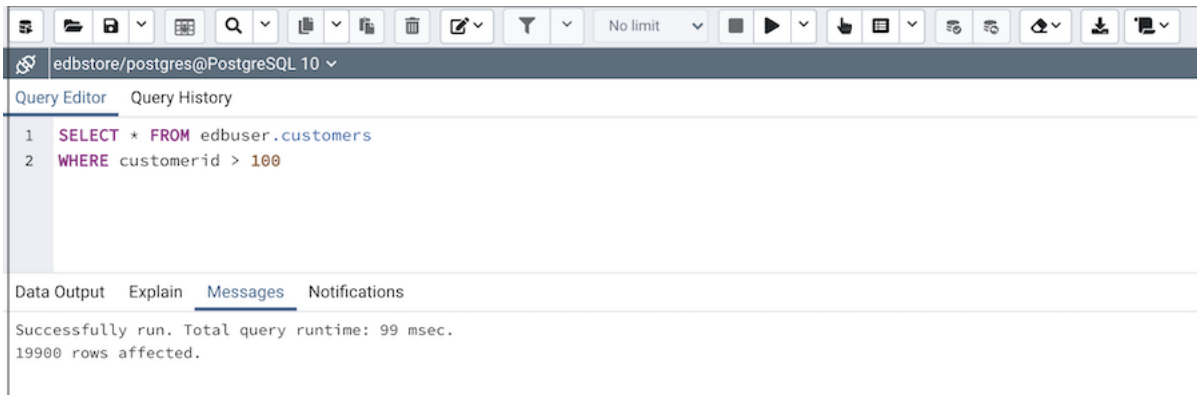 No limit
edbstore/postgres@PostgreSQL 10
Query Editor Query History
1 SELECT * FROM edbuser.customers
2 WHERE customerid > 100
Data Output Explain Messages Notifications
Successfully run. Total query runtime: 99 msec.
19900 rows affected.